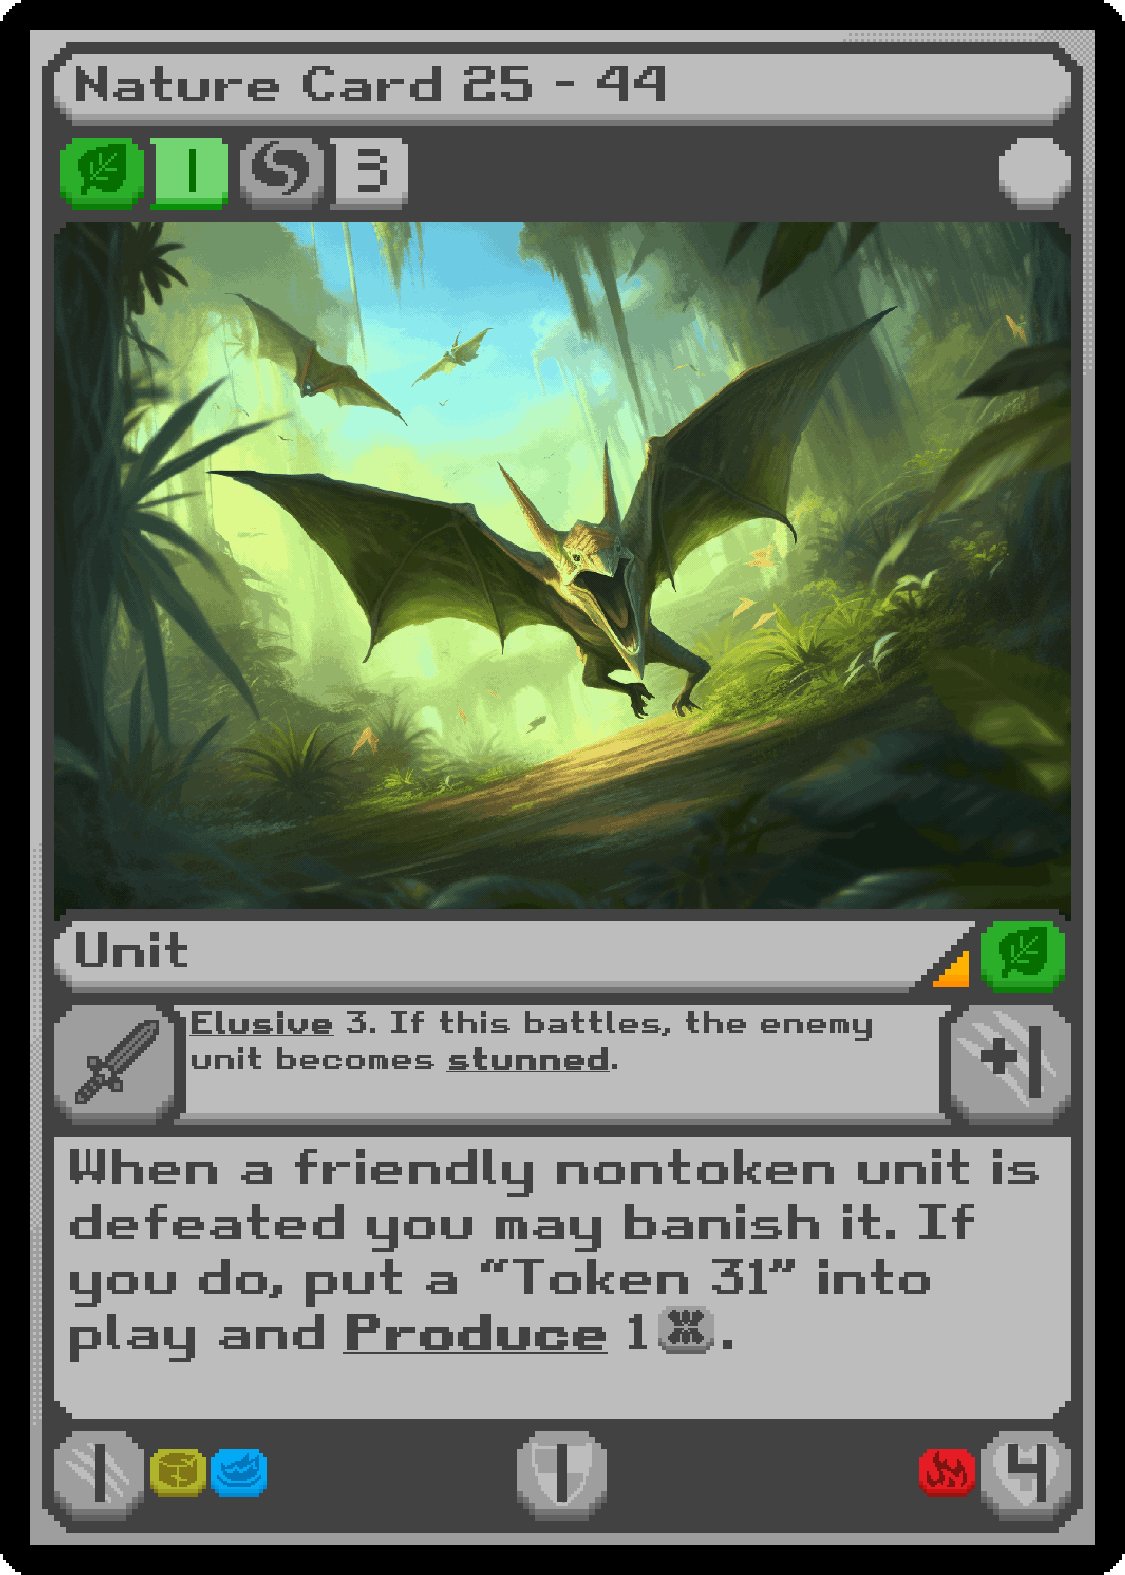 Nature Card 25 - 44
1 3
Unit
Elusive 3. If this battles, the enemy
unit becomes stunned.
+1
When a friendly nontoken unit is
defeated you may banish it. If
you do, put a “Token 31” into
play and Produce 1.
1 1 4